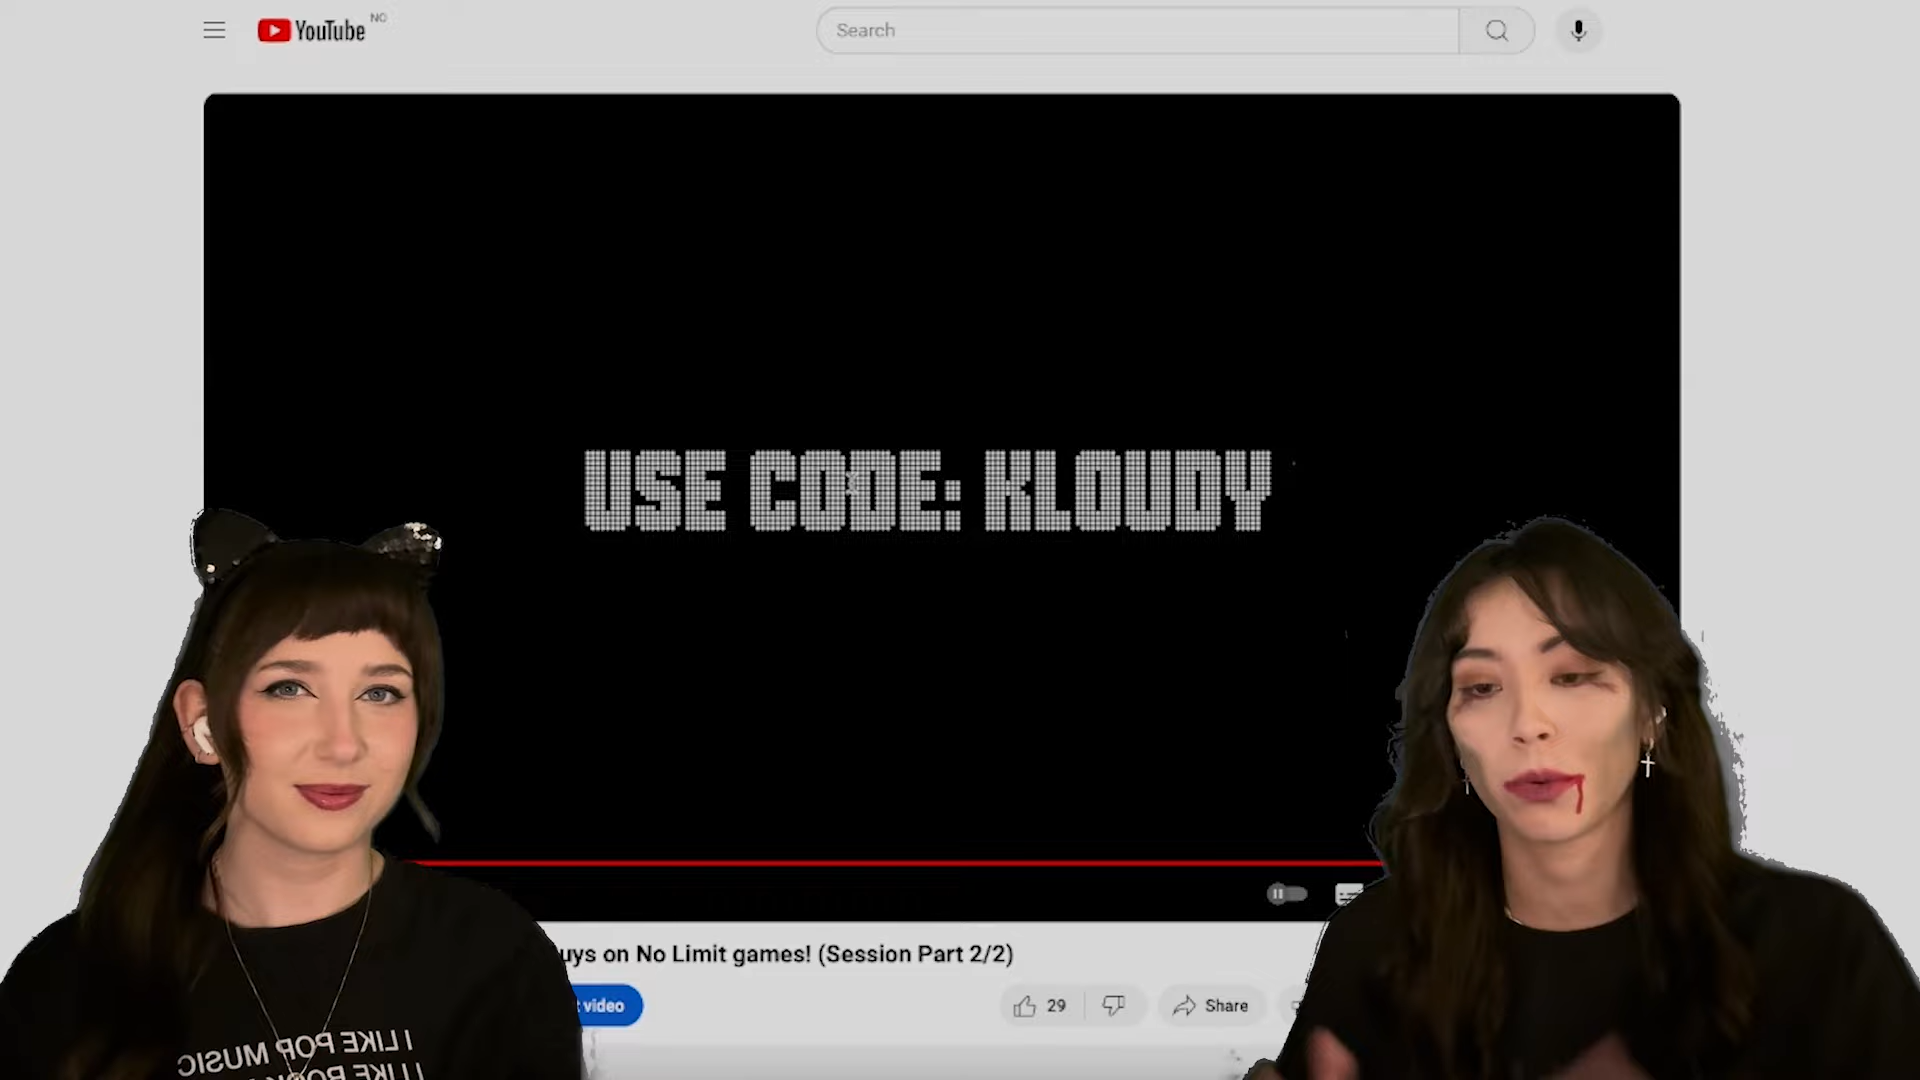 YouTube NO
Search
USE CODE: KLOUDY
uys on No Limit games! (Session Part 2/2)
video
29
Share
I LIKE POP MUSIC
I LIKE